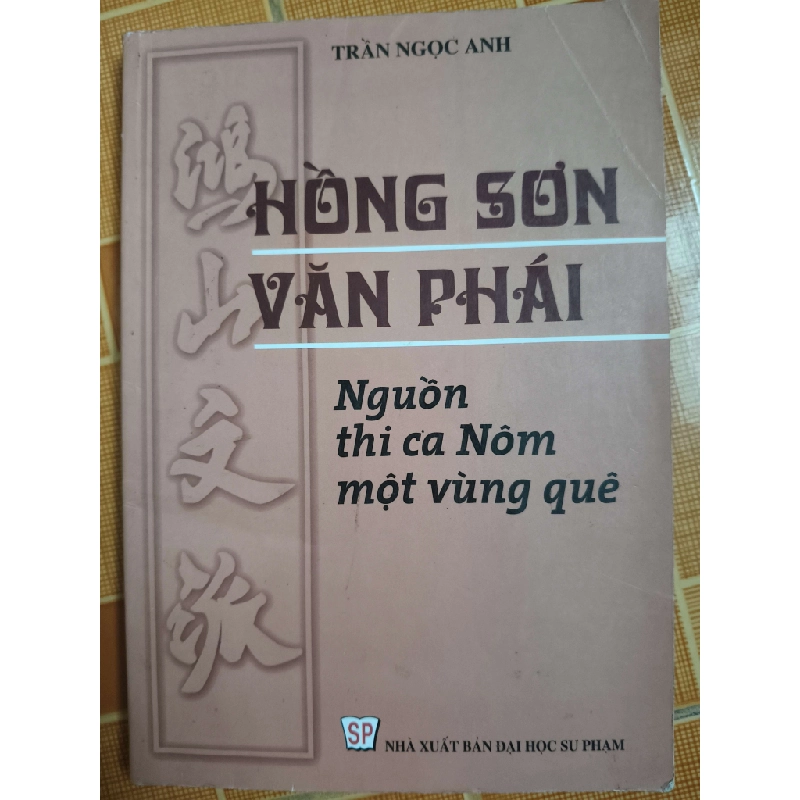 TRẦN NGỌC ANH
鴻山文派
HỒNG SƠN
VĂN PHÁI
Nguồn
thi ca Nôm
một vùng quê
SP
NHÀ XUẤT BẢN ĐẠI HỌC SƯ PHẠM